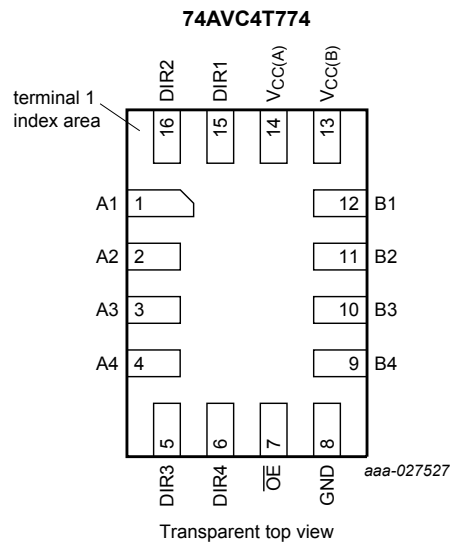 74AVC4T774
DIR2
DIR1
VCC(A)
VCC(B)
terminal 1
index area
16
15
14
13
A1 1
12 B1
A2 2
11 B2
A3 3
10 B3
A4 4
9 B4
5
6
7
8
DIR3
DIR4
O̅E̅
GND
aaa-027527
Transparent top view